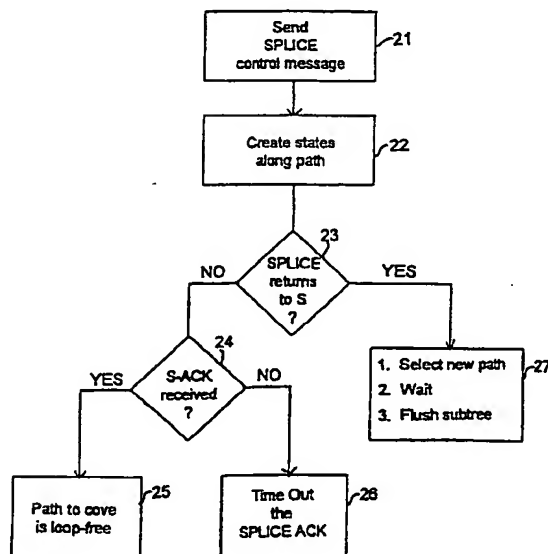 Send
SPLICE
control message
21
Create states
along path
22
23
SPLICE
returns
to S
?
NO
YES
24
S-ACK
received
?
YES
NO
1. Select new path
2. Wait
3. Flush subtree
27
Path to cove
is loop-free
25
Time Out
the
SPLICE ACK
26